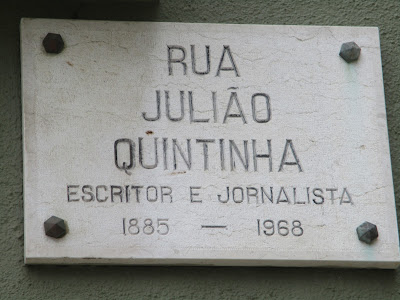 RUA
JULIÃO
QUINTINHA
ESCRITOR E JORNALISTA
1885 — 1968